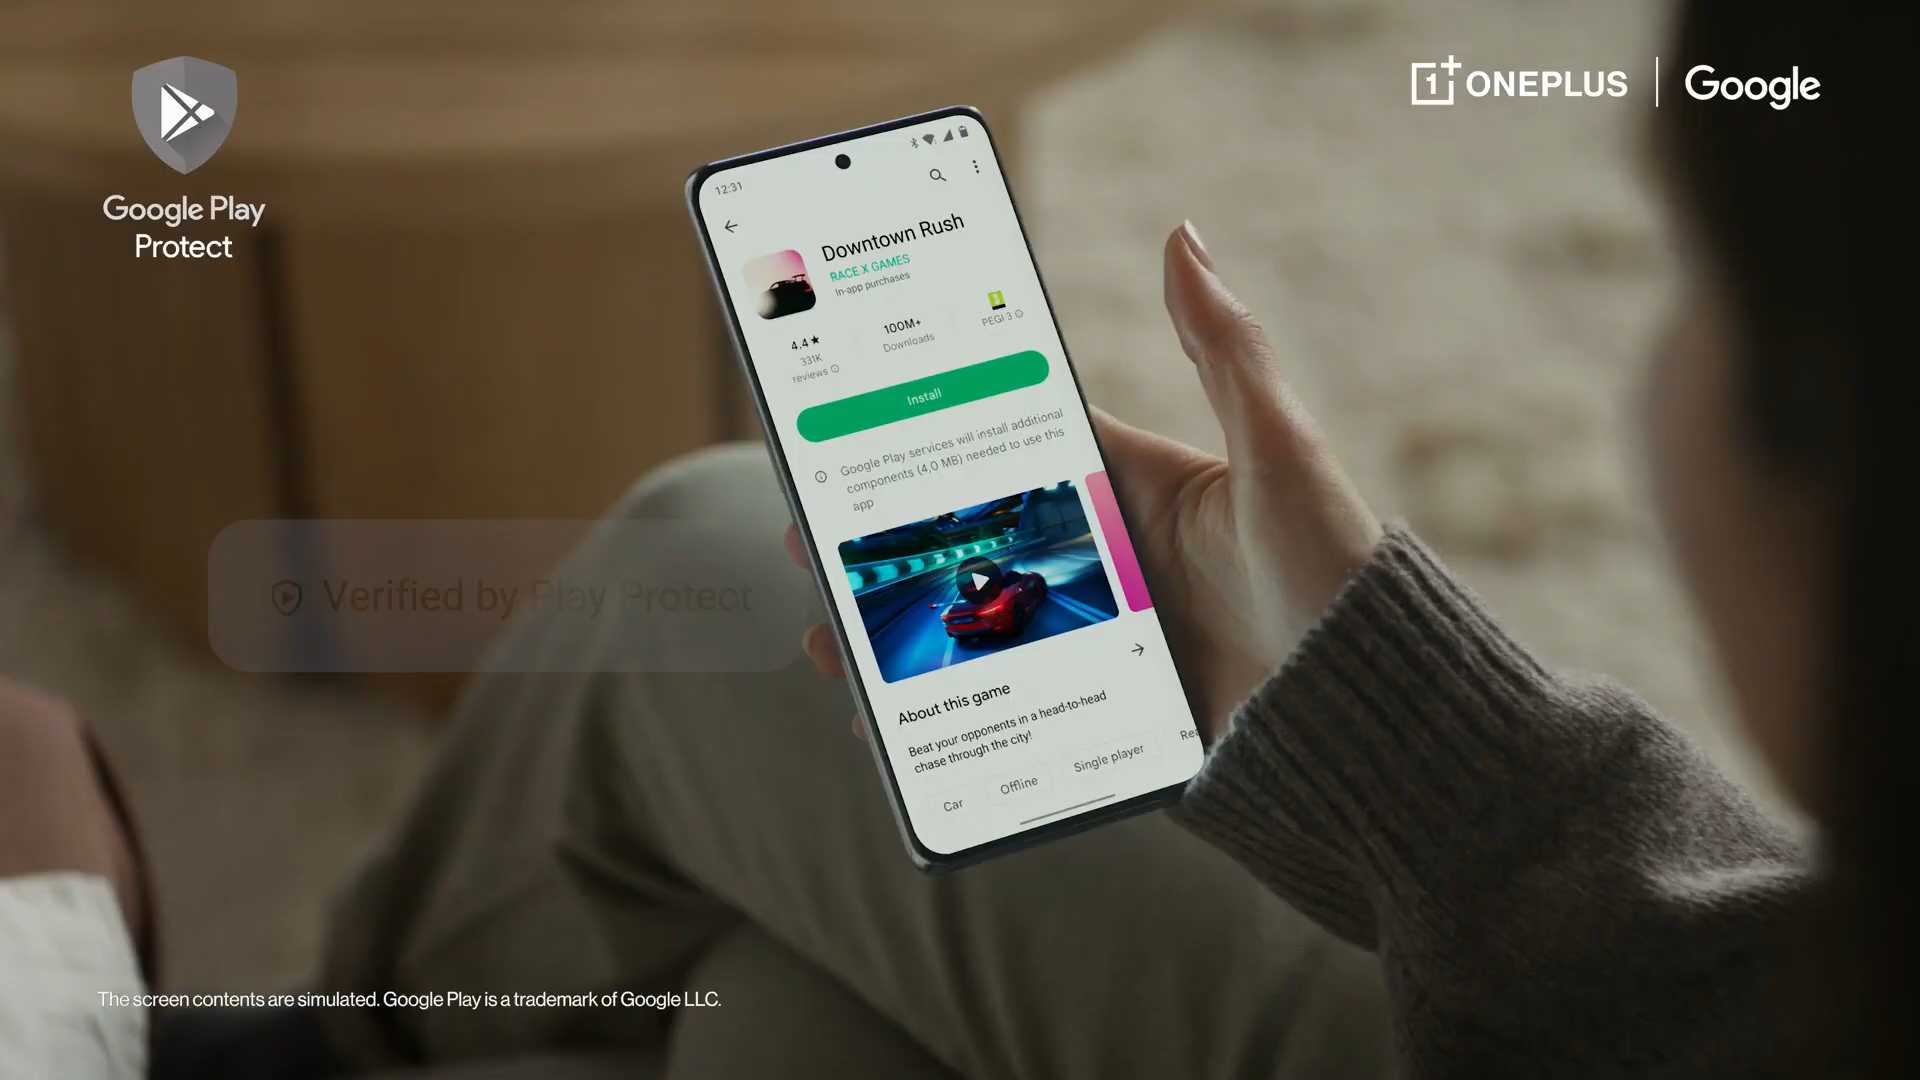 Google Play
Protect
1+ ONEPLUS | Google
12:31
Downtown Rush
RACE X GAMES
In-app purchases
4,4★
331K
reviews
100M+
Downloads
3
PEGI 3
Install
Google Play services will install additional
components (4,0 MB) needed to use this
app
Verified by Play Protect
About this game
Beat your opponents in a head-to-head
chase through the city!
Car
Offline
Single player
Rea
The screen contents are simulated. Google Play is a trademark of Google LLC.